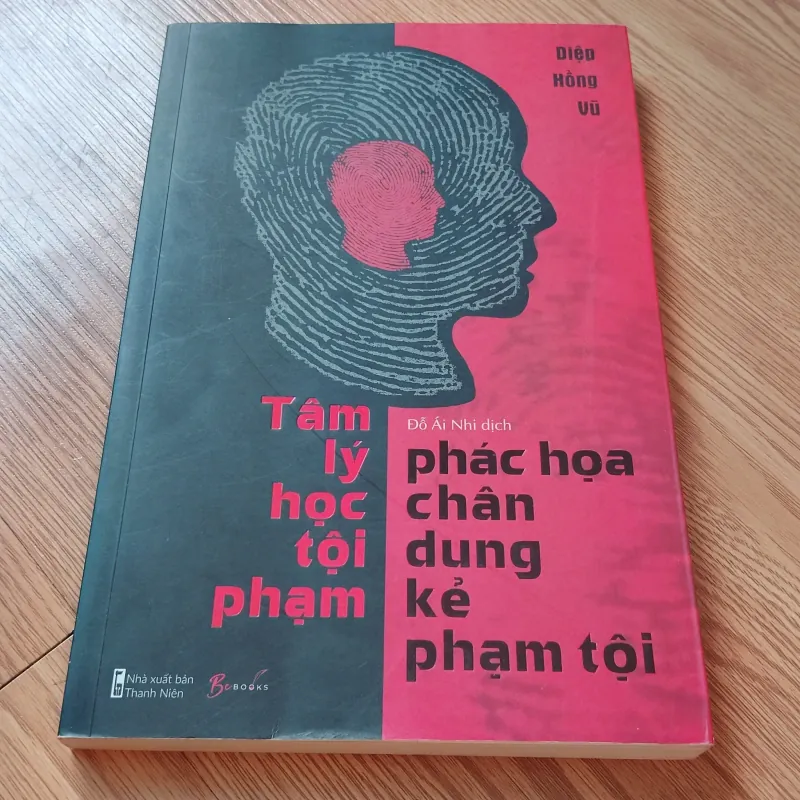 Diệp
Hồng
Vũ
Tâm
lý
học
tội
phạm
Đỗ Ái Nhi dịch
phác họa
chân
dung
kẻ
phạm tội
Nhà xuất bản
Thanh Niên
Be BOOKS